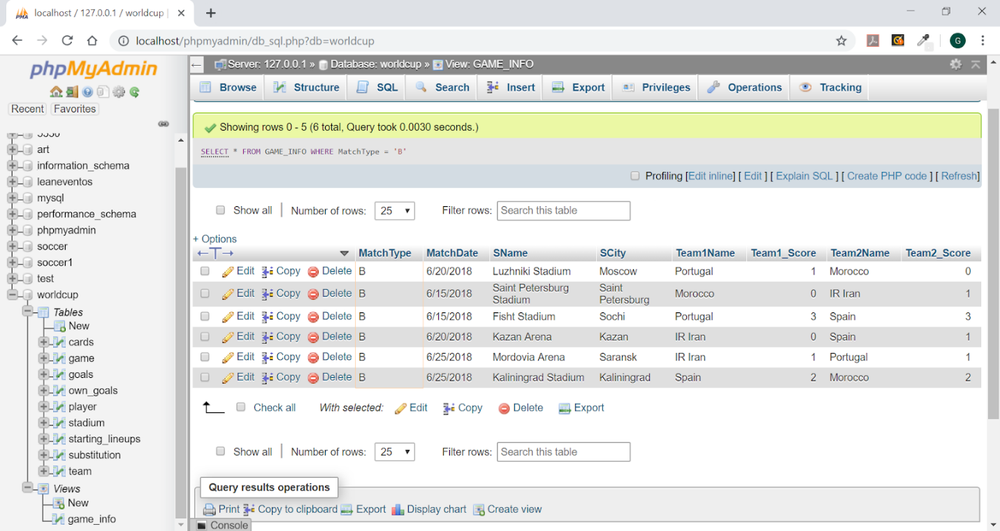 localhost / 127.0.0.1 / worldcup |
localhost/phpmyadmin/db_sql.php?db=worldcup
G
phpMyAdmin
Recent Favorites
art
information_schema
leaneventos
mysql
performance_schema
phpmyadmin
soccer
soccer1
test
worldcup
Tables
New
cards
game
goals
own_goals
player
stadium
starting_lineups
substitution
team
Views
New
game_info
Server: 127.0.0.1 » Database: worldcup » View: GAME_INFO
Browse Structure SQL Search Insert Export Privileges Operations Tracking
Showing rows 0 - 5 (6 total, Query took 0.0030 seconds.)
SELECT * FROM GAME_INFO WHERE MatchType = 'B'
Profiling [Edit inline] [ Edit ] [ Explain SQL ] [ Create PHP code ] [ Refresh]
Show all | Number of rows: 25 Filter rows: Search this table
+ Options
←T→ MatchType MatchDate SName SCity Team1Name Team1_Score Team2Name Team2_Score
Edit Copy Delete B 6/20/2018 Luzhniki Stadium Moscow Portugal 1 Morocco 0
Edit Copy Delete B 6/15/2018 Saint Petersburg Stadium Saint Petersburg Morocco 0 IR Iran 1
Edit Copy Delete B 6/15/2018 Fisht Stadium Sochi Portugal 3 Spain 3
Edit Copy Delete B 6/20/2018 Kazan Arena Kazan IR Iran 0 Spain 1
Edit Copy Delete B 6/25/2018 Mordovia Arena Saransk IR Iran 1 Portugal 1
Edit Copy Delete B 6/25/2018 Kaliningrad Stadium Kaliningrad Spain 2 Morocco 2
Check all With selected: Edit Copy Delete Export
Show all | Number of rows: 25 Filter rows: Search this table
Query results operations
Print Copy to clipboard Export Display chart Create view
Console